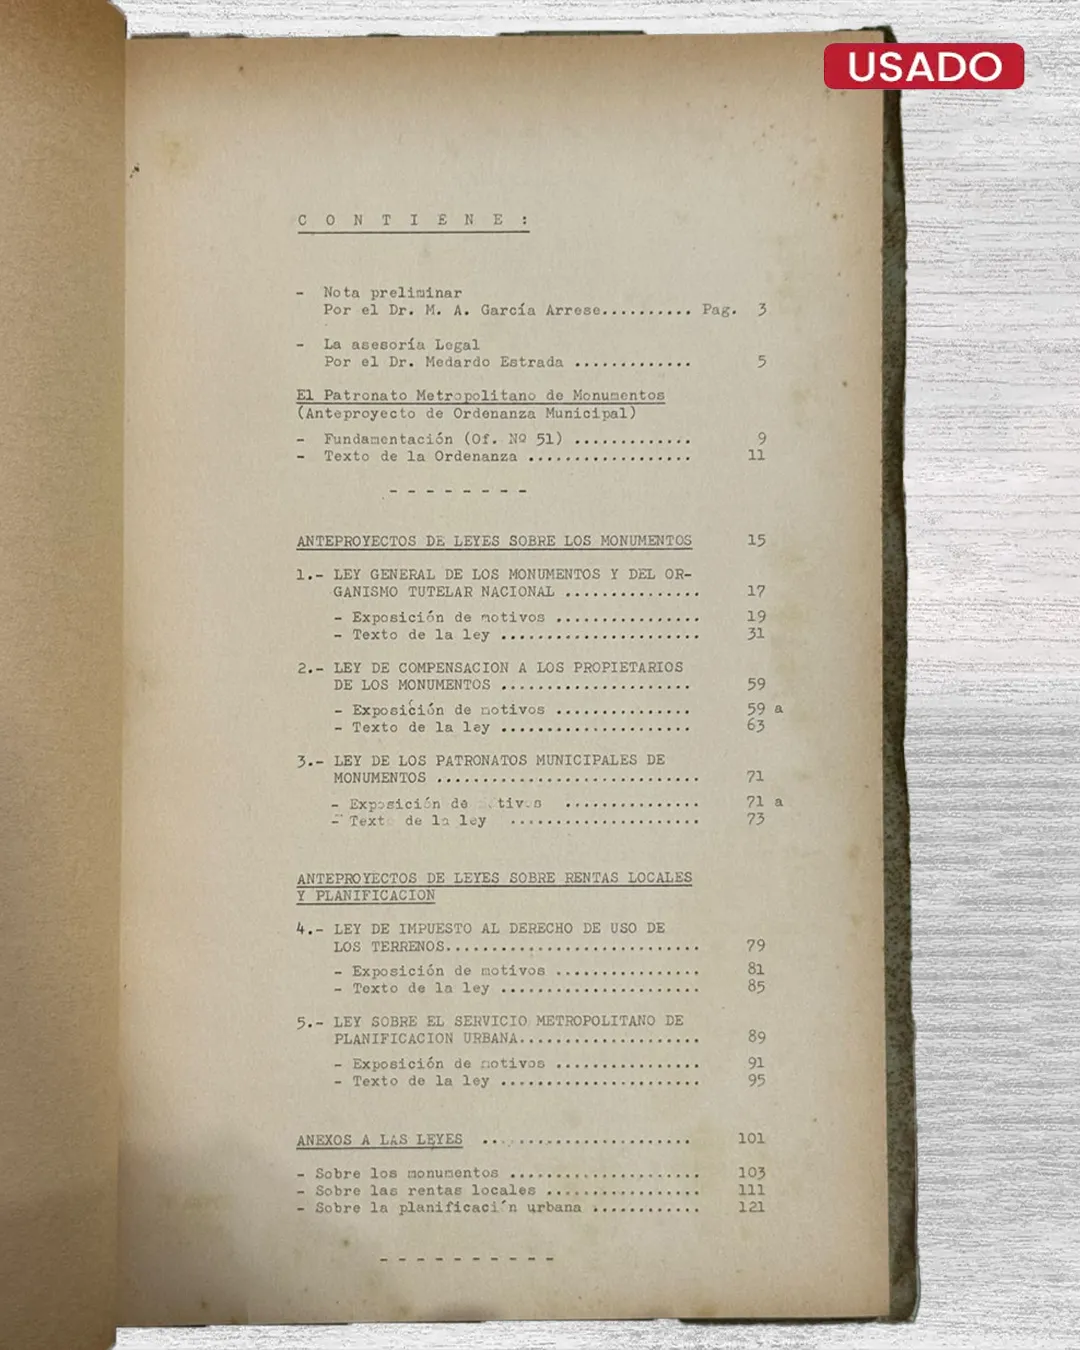 USADO
C O N T I E N E :
- Nota preliminar
Por el Dr. M. A. García Arrese.......... Pag. 3
- La asesoría Legal
Por el Dr. Medardo Estrada ............. 5
El Patronato Metropolitano de Monumentos
(Anteproyecto de Ordenanza Municipal)
- Fundamentación (Of. Nº 51) ............. 9
- Texto de la Ordenanza .................. 11
- - - - - - - -
ANTEPROYECTOS DE LEYES SOBRE LOS MONUMENTOS 15
1.- LEY GENERAL DE LOS MONUMENTOS Y DEL OR-
GANISMO TUTELAR NACIONAL ............... 17
- Exposición de motivos ................ 19
- Texto de la ley ...................... 31
2.- LEY DE COMPENSACION A LOS PROPIETARIOS
DE LOS MONUMENTOS ..................... 59
- Exposición de motivos ............... 59 a
- Texto de la ley ..................... 63
3.- LEY DE LOS PATRONATOS MUNICIPALES DE
MONUMENTOS ............................. 71
- Exposición de motivos ............... 71 a
- Texto de la ley ..................... 73
ANTEPROYECTOS DE LEYES SOBRE RENTAS LOCALES
Y PLANIFICACION
4.- LEY DE IMPUESTO AL DERECHO DE USO DE
LOS TERRENOS............................ 79
- Exposición de motivos ................ 81
- Texto de la ley ...................... 85
5.- LEY SOBRE EL SERVICIO METROPOLITANO DE
PLANIFICACION URBANA.................... 89
- Exposición de motivos ................ 91
- Texto de la ley ...................... 95
ANEXOS A LAS LEYES ....................... 101
- Sobre los monumentos ..................... 103
- Sobre las rentas locales ................. 111
- Sobre la planificación urbana ............ 121
- - - - - - - - - -